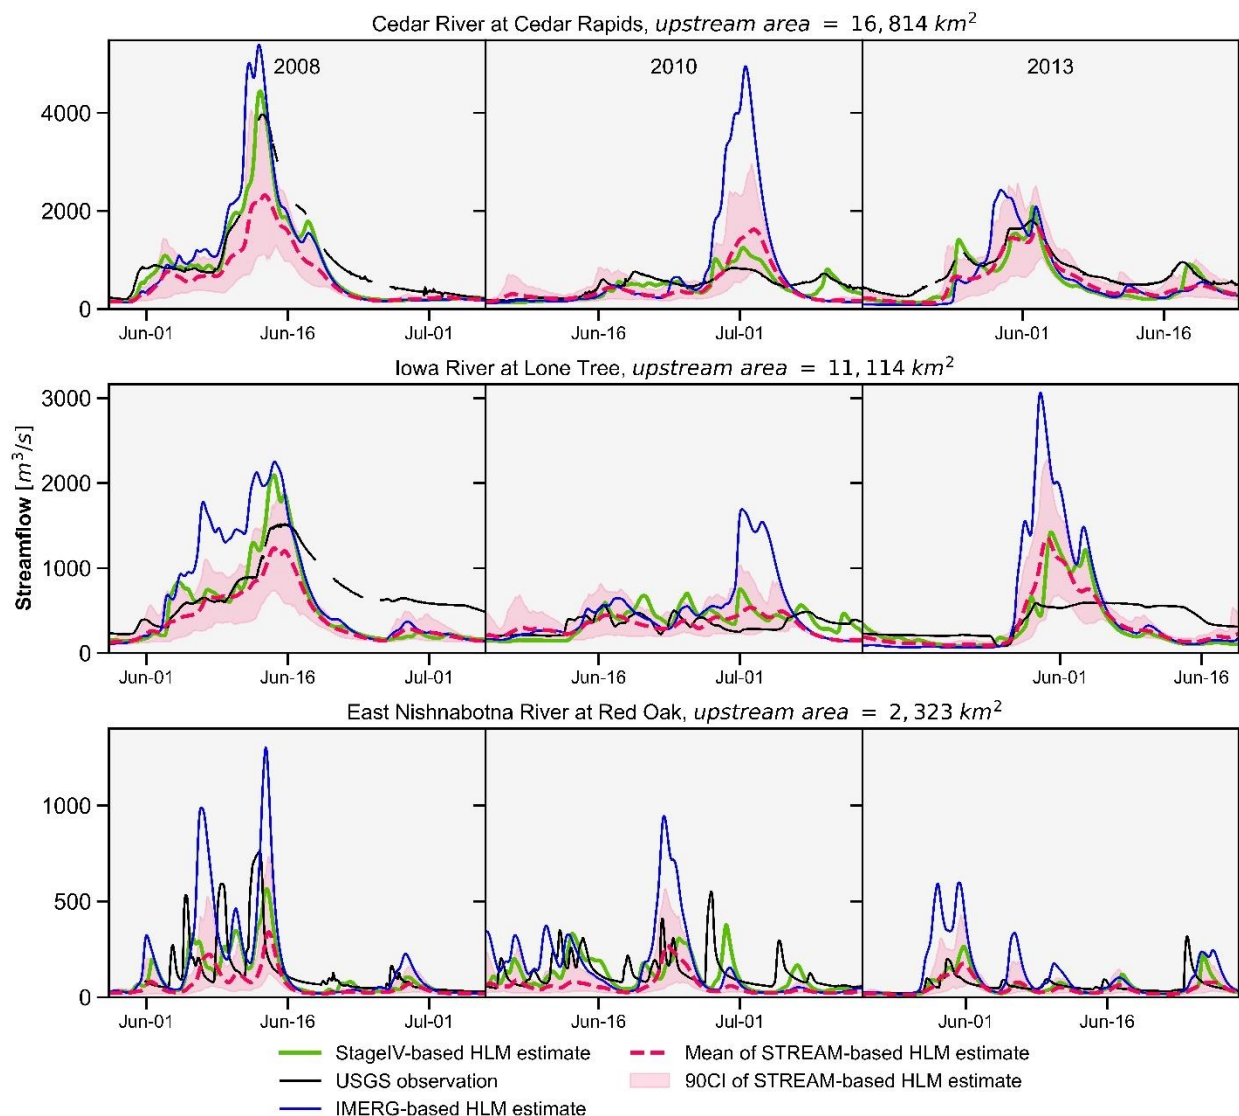 Cedar River at Cedar Rapids, upstream area = 16,814 km²
2008
2010
2013
4000
2000
0
Jun-01
Jun-16
Jul-01
Jun-16
Jul-01
Jun-01
Jun-16
Iowa River at Lone Tree, upstream area = 11,114 km²
Streamflow [m³/s]
3000
2000
1000
0
Jun-01
Jun-16
Jul-01
Jun-16
Jul-01
Jun-01
Jun-16
East Nishnabotna River at Red Oak, upstream area = 2,323 km²
1000
500
0
Jun-01
Jun-16
Jul-01
Jun-16
Jul-01
Jun-01
Jun-16
StageIV-based HLM estimate
USGS observation
IMERG-based HLM estimate
Mean of STREAM-based HLM estimate
90CI of STREAM-based HLM estimate